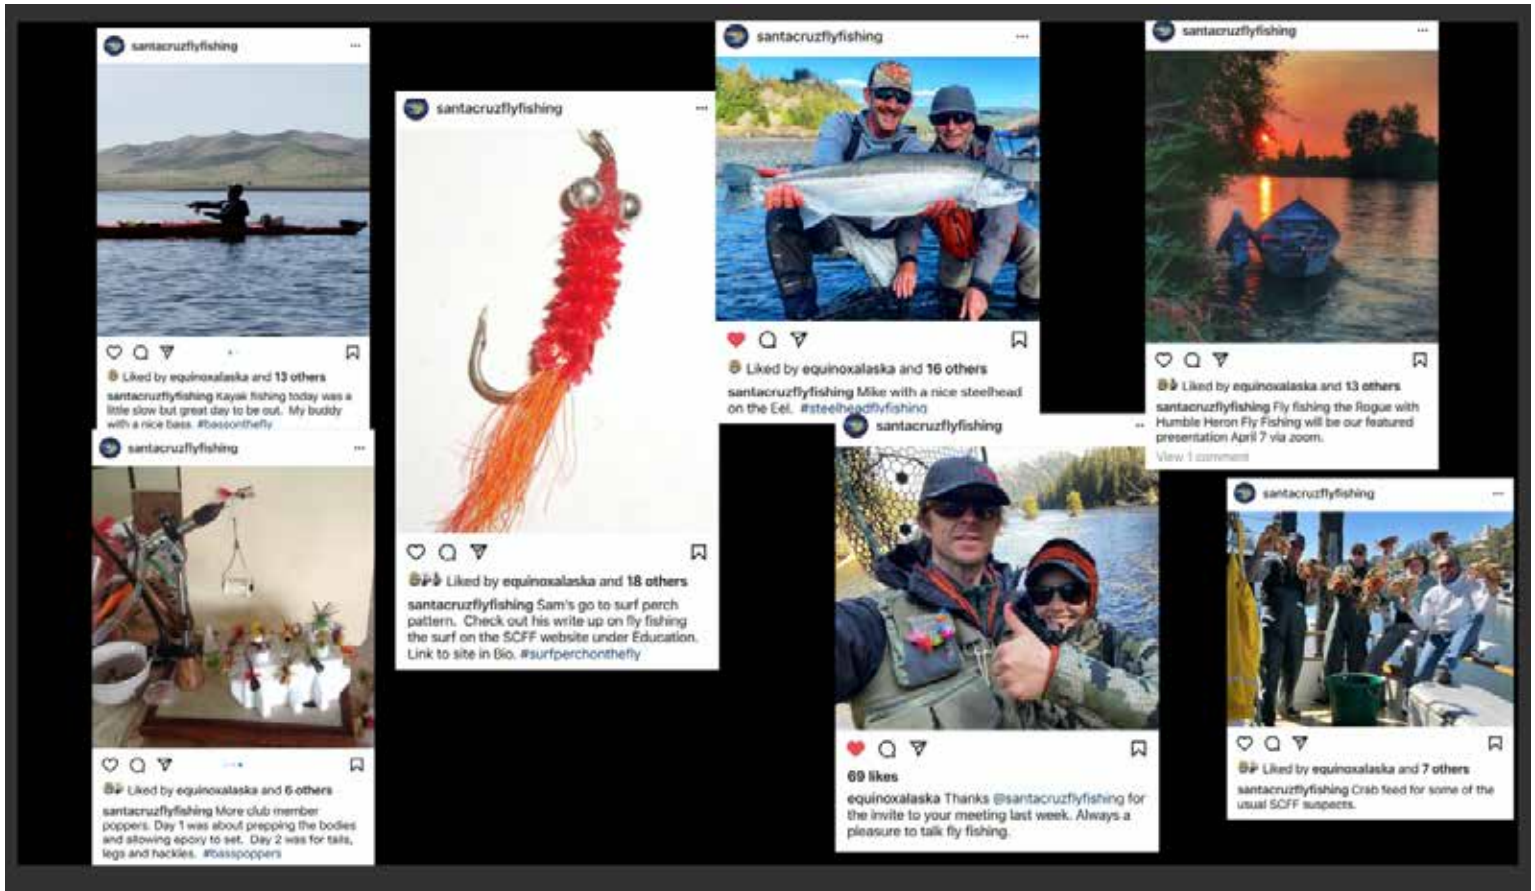 santacruzflyfishing
Liked by equinoxalaska and 13 others
santacruzflyfishing Kayak fishing today was a
little slow but great day to be out. My buddy
with a nice bass. #bassonthefly
santacruzflyfishing
Liked by equinoxalaska and 6 others
santacruzflyfishing More club member
poppers. Day 1 was about prepping the bodies
and allowing epoxy to set. Day 2 was for tails,
legs and hackles. #basspoppers
santacruzflyfishing
Liked by equinoxalaska and 18 others
santacruzflyfishing Sam's go to surf perch
pattern. Check out his write up on fly fishing
the surf on the SCFF website under Education.
Link to site in Bio. #surfperchonthefly
santacruzflyfishing
Liked by equinoxalaska and 16 others
santacruzflyfishing Mike with a nice steelhead
on the Eel. #steelheadflyfishing
santacruzflyfishing
69 likes
equinoxalaska Thanks @santacruzflyfishing for
the invite to your meeting last week. Always a
pleasure to talk fly fishing.
santacruzflyfishing
Liked by equinoxalaska and 13 others
santacruzflyfishing Fly fishing the Rogue with
Humble Heron Fly Fishing will be our featured
presentation April 7 via zoom.
View 1 comment
santacruzflyfishing
Liked by equinoxalaska and 7 others
santacruzflyfishing Crab feed for some of the
usual SCFF suspects.